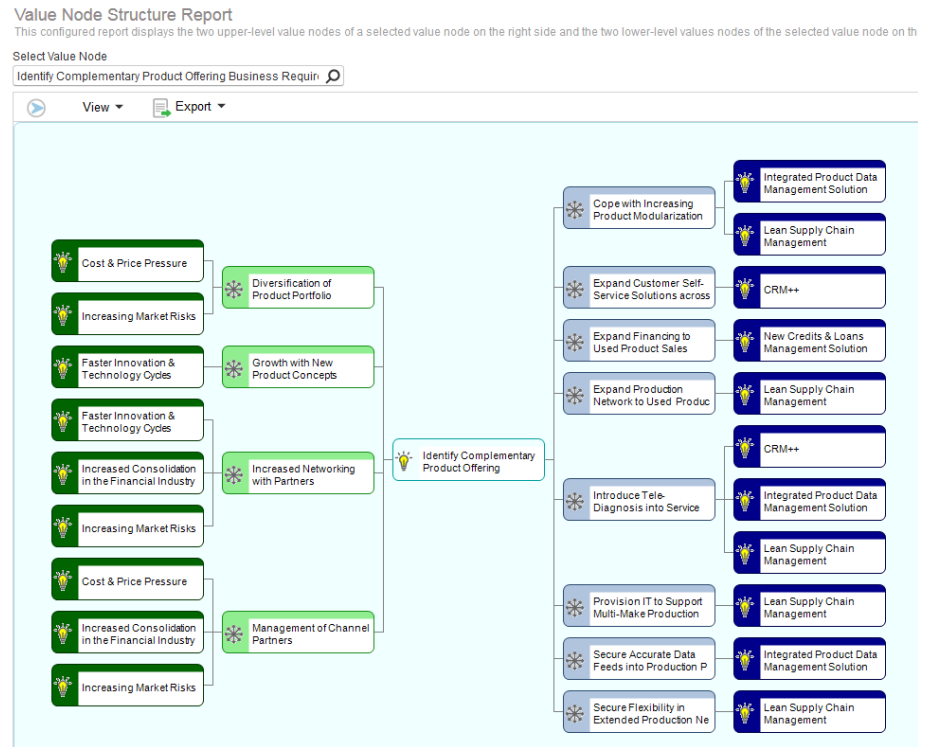 Value Node Structure Report
This configured report displays the two upper-level value nodes of a selected value node on the right side and the two lower-level values nodes of the selected value node on th
Select Value Node
Identify Complementary Product Offering Business Require
View
Export
Cost & Price Pressure
Increasing Market Risks
Diversification of
Product Portfolio
Faster Innovation &
Technology Cycles
Growth with New
Product Concepts
Faster Innovation &
Technology Cycles
Increased Consolidation
in the Financial Industry
Increasing Market Risks
Increased Networking
with Partners
Cost & Price Pressure
Increased Consolidation
in the Financial Industry
Increasing Market Risks
Management of Channel
Partners
Identify Complementary
Product Offering
Cope with Increasing
Product Modularization
Integrated Product Data
Management Solution
Lean Supply Chain
Management
Expand Customer Self-
Service Solutions across
CRM++
Expand Financing to
Used Product Sales
New Credits & Loans
Management Solution
Expand Production
Network to Used Produc
Lean Supply Chain
Management
Introduce Tele-
Diagnosis into Service
CRM++
Integrated Product Data
Management Solution
Lean Supply Chain
Management
Provision IT to Support
Multi-Make Production
Lean Supply Chain
Management
Secure Accurate Data
Feeds into Production P
Integrated Product Data
Management Solution
Secure Flexibility in
Extended Production Ne
Lean Supply Chain
Management